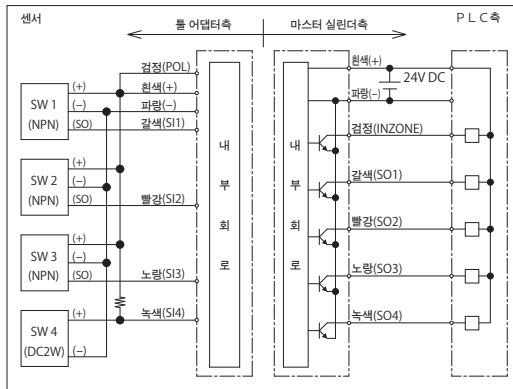 센서
툴 어댑터측
마스터 실린더측
PLC측
검정(POL)
흰색(+)
파랑(−)
갈색(SI1)
빨강(SI2)
노랑(SI3)
녹색(SI4)
SW 1
(NPN)
(+)
(−)
(SO)
SW 2
(NPN)
(+)
(−)
(SO)
SW 3
(NPN)
(+)
(−)
(SO)
SW 4
(DC2W)
(+)
(−)
내부회로
내부회로
흰색(+)
24V DC
파랑(−)
검정(INZONE)
갈색(SO1)
빨강(SO2)
노랑(SO3)
녹색(SO4)